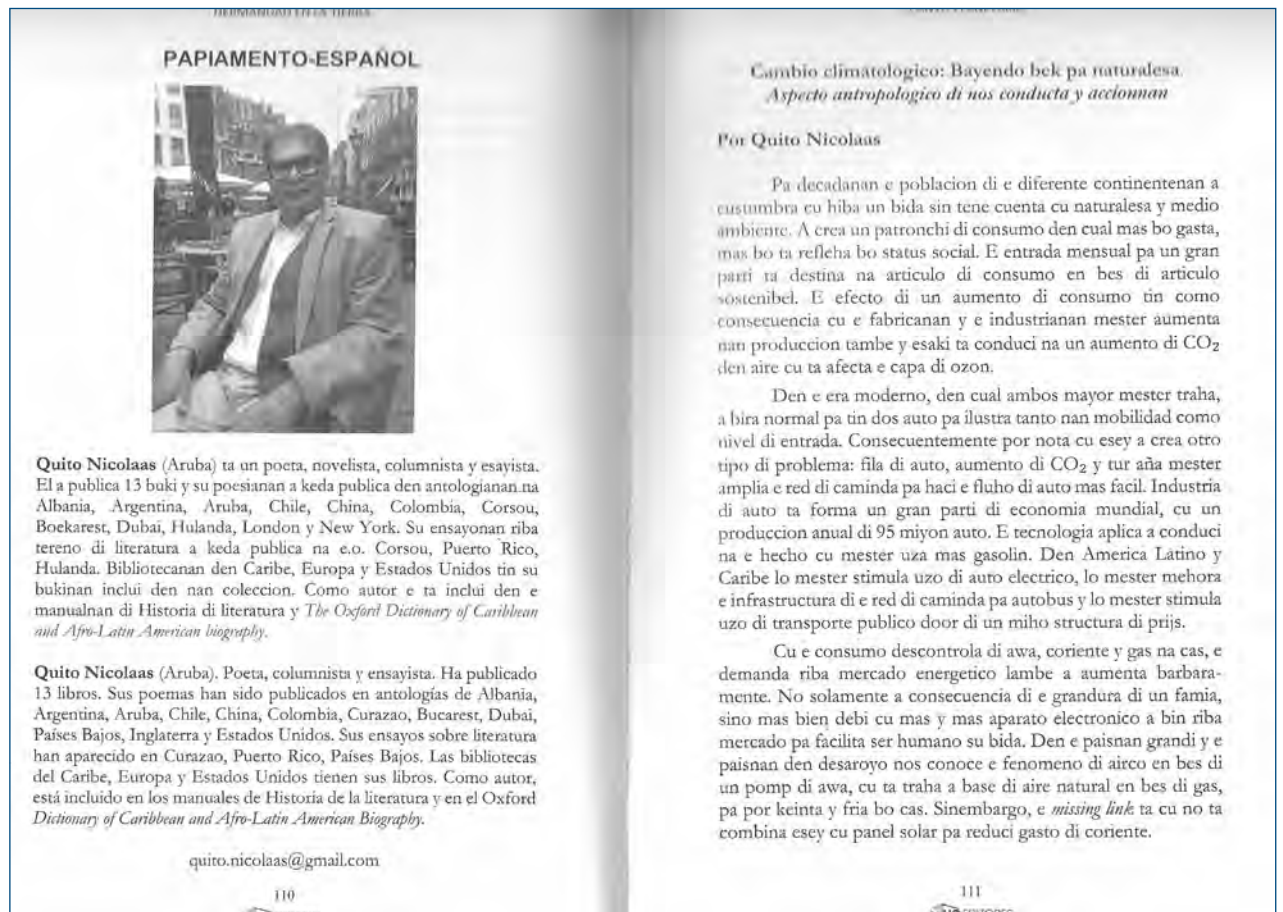 HERMANDAD EN LA TIERRA
PAPIAMENTO-ESPAÑOL
Quito Nicolaas (Aruba) ta un poeta, novelista, columnista y esayista.
El a publica 13 buki y su poesianan a keda publica den antologianan na
Albania, Argentina, Aruba, Chile, China, Colombia, Corsou,
Boekarest, Dubai, Hulanda, London y New York. Su ensayonan riba
tereno di literatura a keda publica na e.o. Corsou, Puerto Rico,
Hulanda. Bibliotecanan den Caribe, Europa y Estados Unidos tin su
bukinan inclui den nan coleccion. Como autor e ta inclui den e
manualnan di Historia di literatura y The Oxford Dictionary of Caribbean
and Afro-Latin American biography.
Quito Nicolaas (Aruba). Poeta, columnista y ensayista. Ha publicado
13 libros. Sus poemas han sido publicados en antologías de Albania,
Argentina, Aruba, Chile, China, Colombia, Curazao, Bucarest, Dubai,
Países Bajos, Inglaterra y Estados Unidos. Sus ensayos sobre literatura
han aparecido en Curazao, Puerto Rico, Países Bajos. Las bibliotecas
del Caribe, Europa y Estados Unidos tienen sus libros. Como autor,
está incluido en los manuales de Historia de la literatura y en el Oxford
Dictionary of Caribbean and Afro-Latin American Biography.
quito.nicolaas@gmail.com
110
Cambio climatologico: Bayendo bek pa naturalesa
Aspecto antropologico di nos conducta y accionnan
Por Quito Nicolaas
Pa decadanan e poblacion di e diferente continentenan a
custumbra cu hiba un bida sin tene cuenta cu naturalesa y medio
ambiente. A crea un patronchi di consumo den cual mas bo gasta,
mas bo ta refleha bo status social. E entrada mensual pa un gran
parti ta destina na articulo di consumo en bes di articulo
sostenibel. E efecto di un aumento di consumo tin como
consecuencia cu e fabricanan y e industrianan mester aumenta
nan produccion tambe y esaki ta conduci na un aumento di CO₂
den aire cu ta afecta e capa di ozon.
Den e era moderno, den cual ambos mayor mester traha,
a bira normal pa tin dos auto pa ilustra tanto nan mobilidad como
nivel di entrada. Consecuentemente por nota cu esey a crea otro
tipo di problema: fila di auto, aumento di CO₂ y tur aña mester
amplia e red di caminda pa haci e fluho di auto mas facil. Industria
di auto ta forma un gran parti di economia mundial, cu un
produccion anual di 95 miyon auto. E tecnologia aplica a conduci
na e hecho cu mester uza mas gasolin. Den America Latino y
Caribe lo mester stimula uzo di auto electrico, lo mester mehora
e infrastructura di e red di caminda pa autobus y lo mester stimula
uzo di transporte publico door di un miho structura di prijs.
Cu e consumo descontrola di awa, coriente y gas na cas, e
demanda riba mercado energetico lambe a aumenta barbara-
mente. No solamente a consecuencia di e grandura di un famia,
sino mas bien debi cu mas y mas aparato electronico a bin riba
mercado pa facilita ser humano su bida. Den e paisnan grandi y e
paisnan den desaroyo nos conoce e fenomeno di airco en bes di
un pomp di awa, cu ta traha a base di aire natural en bes di gas,
pa por keinta y fria bo cas. Sinembargo, e missing link ta cu no ta
combina esey cu panel solar pa reduci gasto di coriente.
111